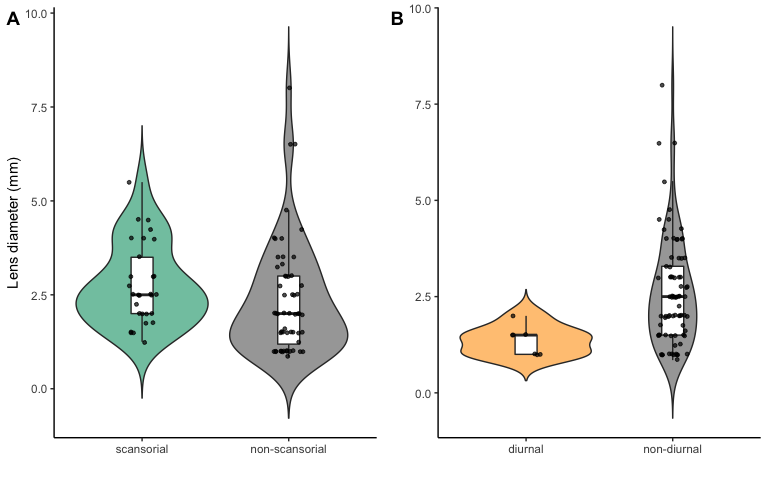 A
10.0
7.5
5.0
2.5
0.0
Lens diameter (mm)
scansorial
non-scansorial
B
10.0
7.5
5.0
2.5
0.0
diurnal
non-diurnal